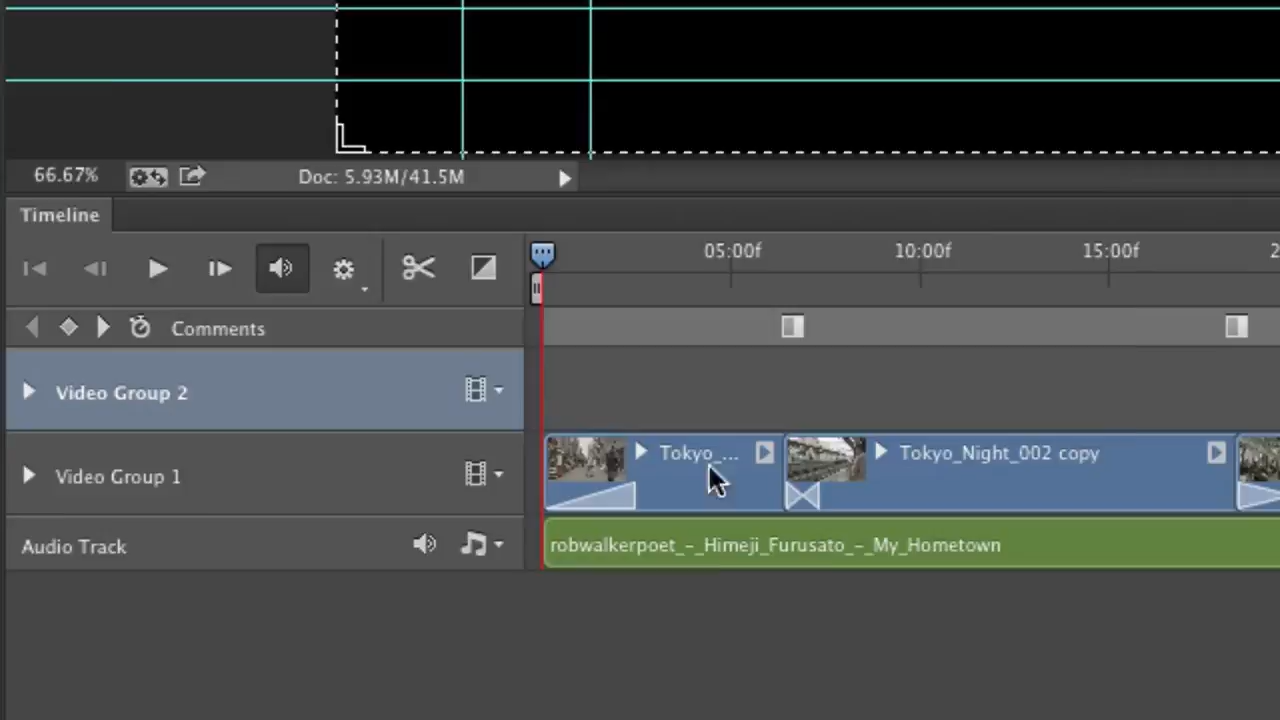 66.67%
Doc: 5.93M/41.5M
Timeline
05:00f
10:00f
15:00f
2
Comments
Video Group 2
Video Group 1
Tokyo_...
Tokyo_Night_002 copy
Audio Track
robwalkerpoet_-_Himeji_Furusato_-_My_Hometown